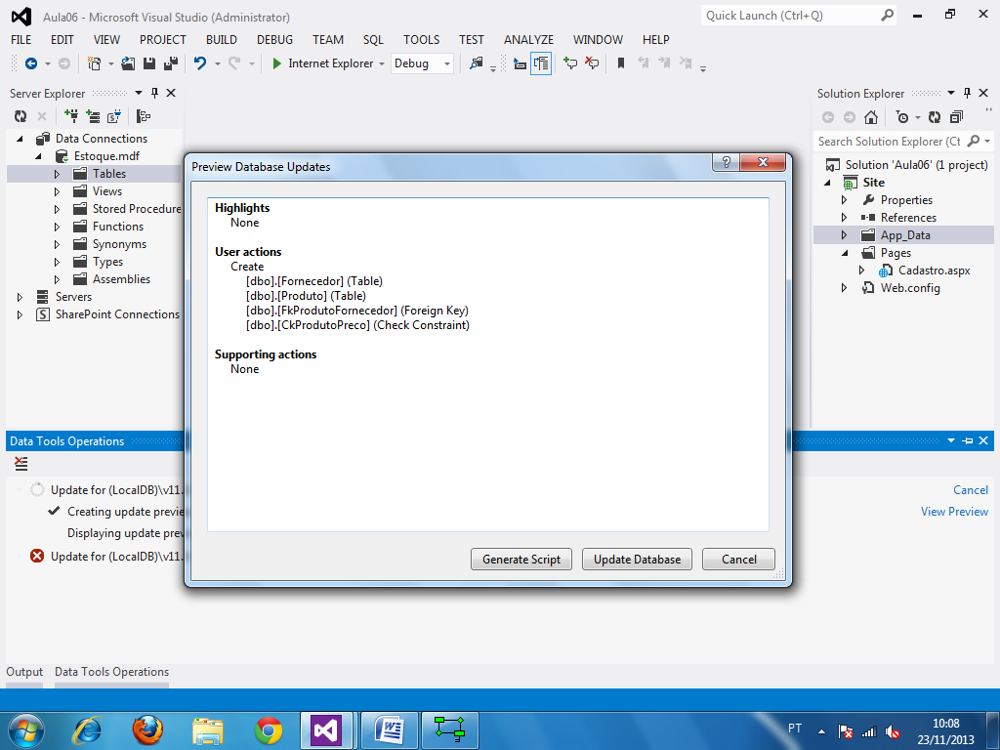 Aula06 - Microsoft Visual Studio (Administrator)
Quick Launch (Ctrl+Q)
FILE EDIT VIEW PROJECT BUILD DEBUG TEAM SQL TOOLS TEST ANALYZE WINDOW HELP
Internet Explorer Debug
Server Explorer
Data Connections
Estoque.mdf
Tables
Views
Stored Procedure
Functions
Synonyms
Types
Assemblies
Servers
SharePoint Connections
Preview Database Updates
Highlights
None
User actions
Create
[dbo].[Fornecedor] (Table)
[dbo].[Produto] (Table)
[dbo].[FkProdutoFornecedor] (Foreign Key)
[dbo].[CkProdutoPreco] (Check Constraint)
Supporting actions
None
Generate Script Update Database Cancel
Solution Explorer
Search Solution Explorer (Ct
Solution 'Aula06' (1 project)
Site
Properties
References
App_Data
Pages
Cadastro.aspx
Web.config
Data Tools Operations
Update for (LocalDB)\v11.
Cancel
Creating update previe
View Preview
Displaying update prev
Update for (LocalDB)\v11.
Output Data Tools Operations
PT
10:08
23/11/2013